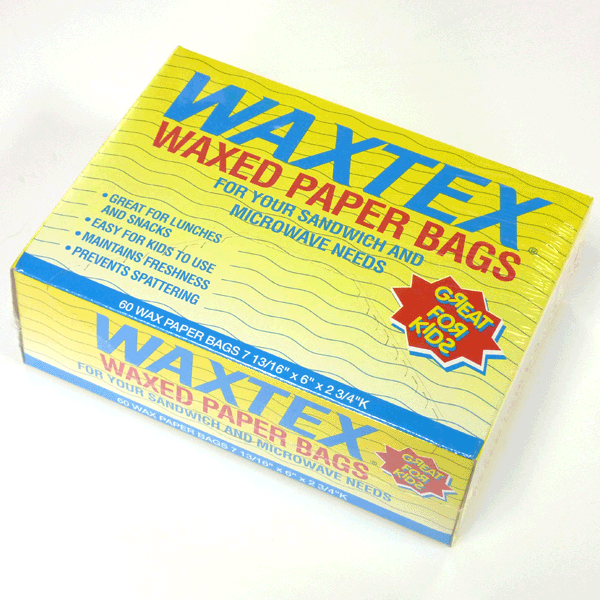 WAXTEX®
WAXED PAPER BAGS
FOR YOUR SANDWICH AND
MICROWAVE NEEDS
• GREAT FOR LUNCHES
AND SNACKS
• EASY FOR KIDS TO USE
• MAINTAINS FRESHNESS
• PREVENTS SPATTERING
GREAT
FOR
KIDS
60 WAX PAPER BAGS 7 13/16" x 6" x 2 3/4"K
WAXTEX®
WAXED PAPER BAGS
FOR YOUR SANDWICH AND MICROWAVE NEEDS
60 WAX PAPER BAGS 7 13/16" x 6" x 2 3/4"K
GREAT
FOR
KIDS